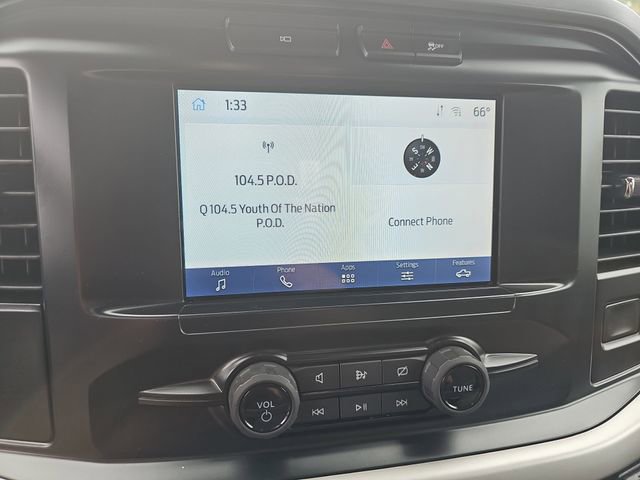 OFF
1:33
66°
104.5 P.O.D.
Q 104.5 Youth Of The Nation
P.O.D.
S W
E N
Connect Phone
Audio
Phone
Apps
Settings
Features
VOL
TUNE